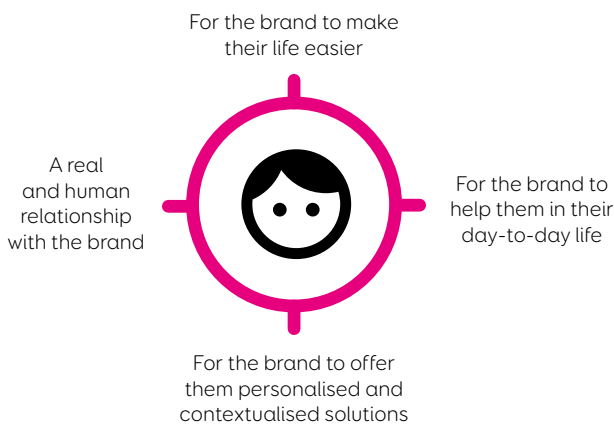 For the brand to make
their life easier
A real
and human
relationship
with the brand
For the brand to
help them in their
day-to-day life
For the brand to offer
them personalised and
contextualised solutions